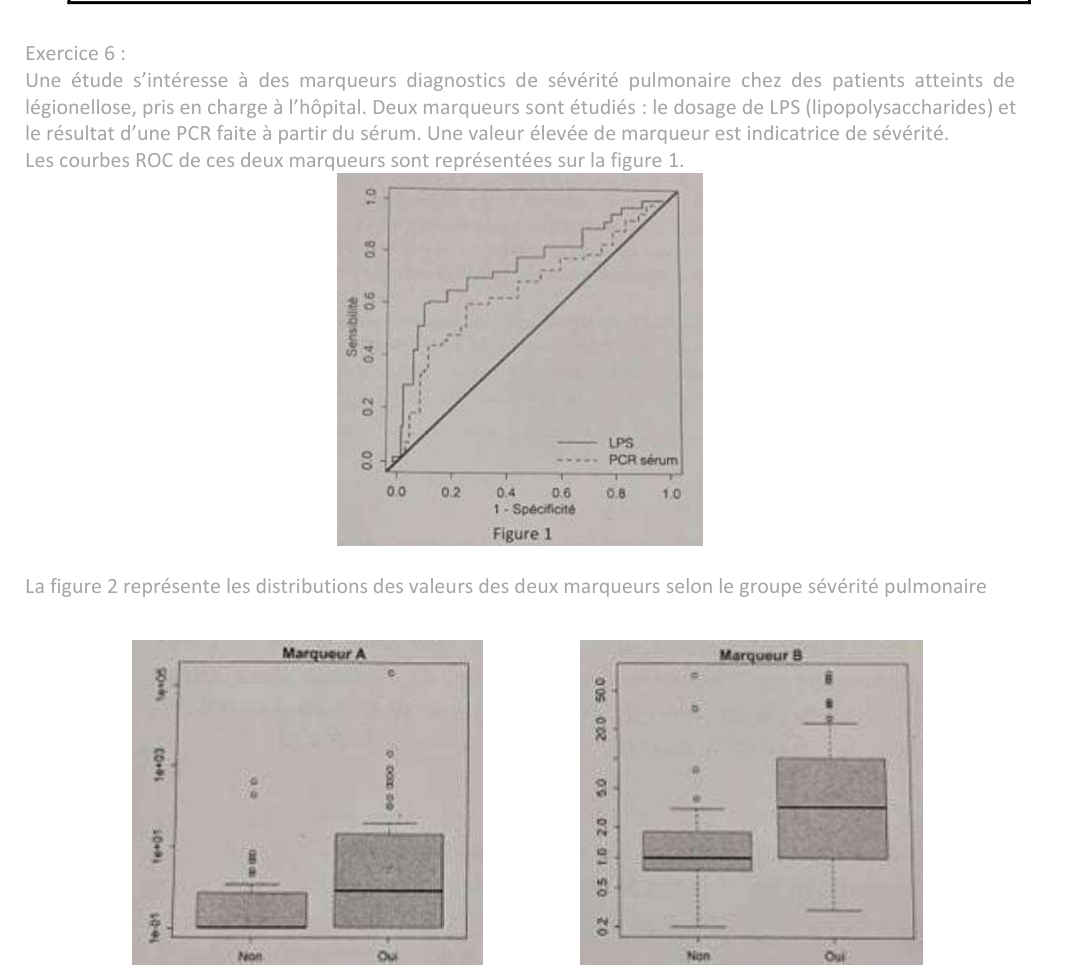 Exercice 6 :
Une étude s’intéresse à des marqueurs diagnostics de sévérité pulmonaire chez des patients atteints de
légionellose, pris en charge à l’hôpital. Deux marqueurs sont étudiés : le dosage de LPS (lipopolysaccharides) et
le résultat d’une PCR faite à partir du sérum. Une valeur élevée de marqueur est indicatrice de sévérité.
Les courbes ROC de ces deux marqueurs sont représentées sur la figure 1.
1.0
0.8
0.6
0.4
0.2
0.0
Sensibilité
LPS
PCR sérum
0.0 0.2 0.4 0.6 0.8 1.0
1 - Spécificité
Figure 1
La figure 2 représente les distributions des valeurs des deux marqueurs selon le groupe sévérité pulmonaire
Marqueur A
1e+05
1e+03
1e+01
1e-01
Non Oui
Marqueur B
50.0
20.0
5.0
2.0
1.0
0.5
0.2
Non Oui